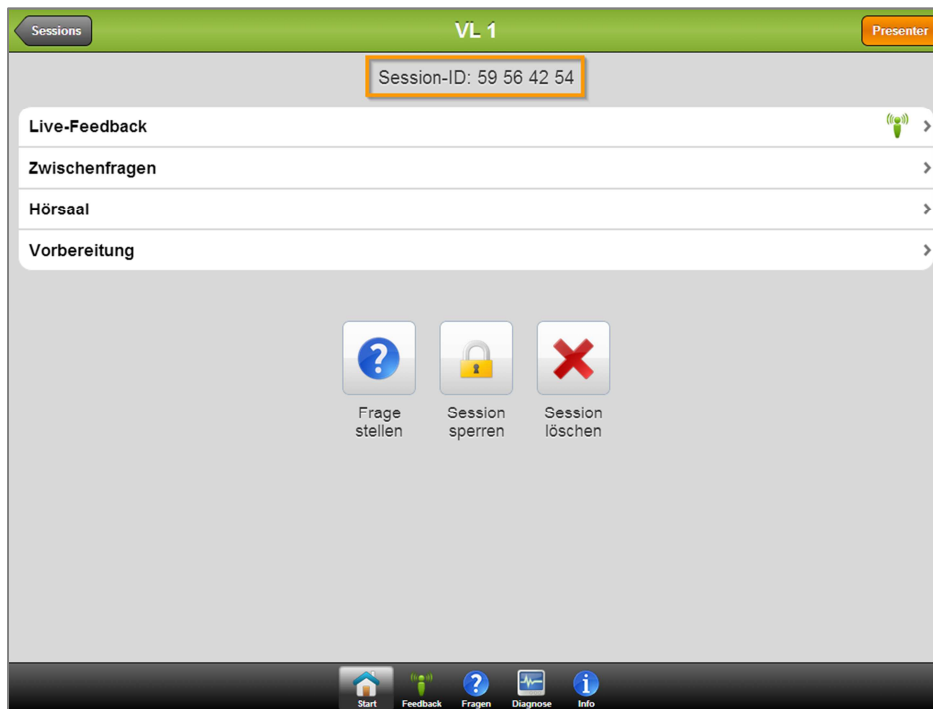 Sessions
VL 1
Presenter
Session-ID: 59 56 42 54
Live-Feedback
Zwischenfragen
Hörsaal
Vorbereitung
Frage
stellen
Session
sperren
Session
löschen
Start
Feedback
Fragen
Diagnose
Info